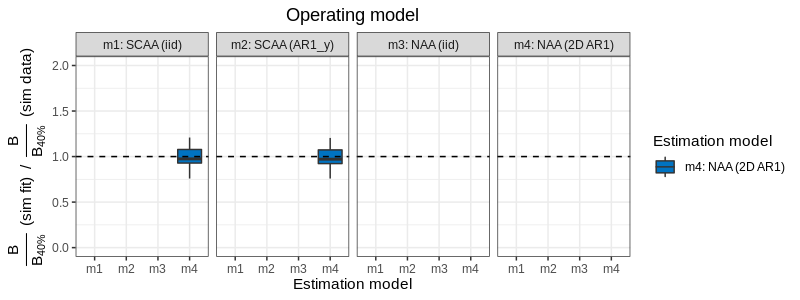 Operating model
m1: SCAA (iid)
m2: SCAA (AR1_y)
m3: NAA (iid)
m4: NAA (2D AR1)
B/B40% (sim fit) / B/B40% (sim data)
2.0
1.5
1.0
0.5
0.0
m1 m2 m3 m4
m1 m2 m3 m4
m1 m2 m3 m4
m1 m2 m3 m4
Estimation model
Estimation model
m4: NAA (2D AR1)